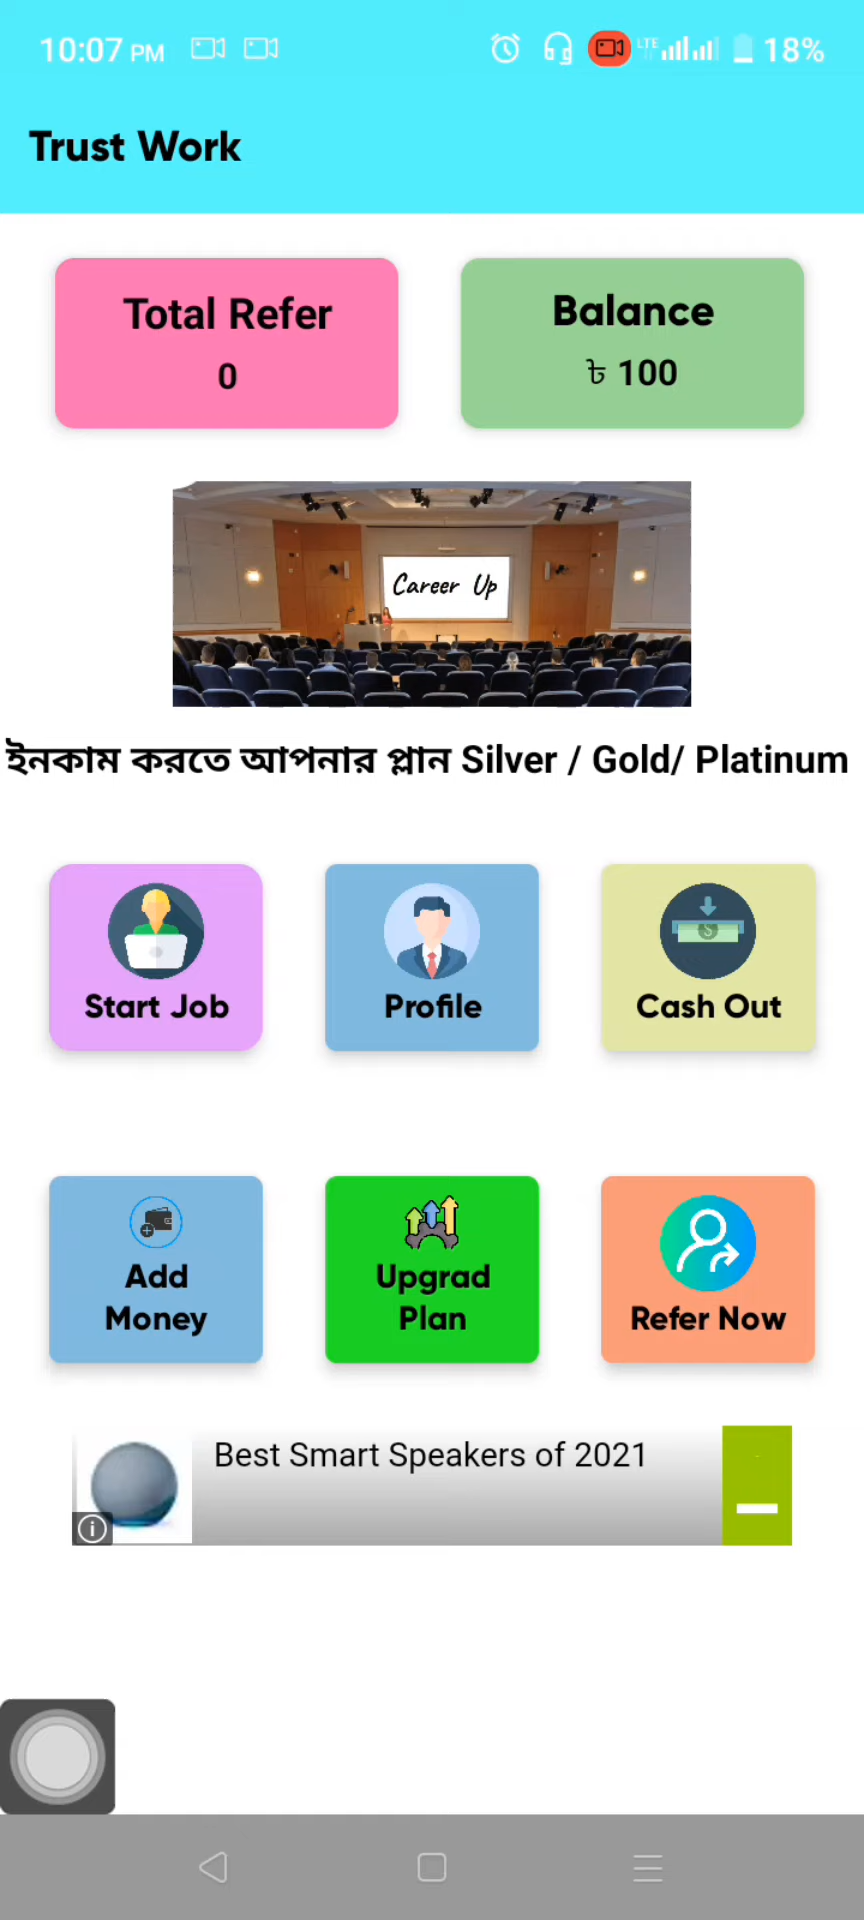 10:07 PM
LTE
18%
Trust Work
Total Refer
0
Balance
৳ 100
Career Up
ইনকাম করতে আপনার প্লান Silver / Gold/ Platinum
Start Job
Profile
Cash Out
Add
Money
Upgrad
Plan
Refer Now
Best Smart Speakers of 2021